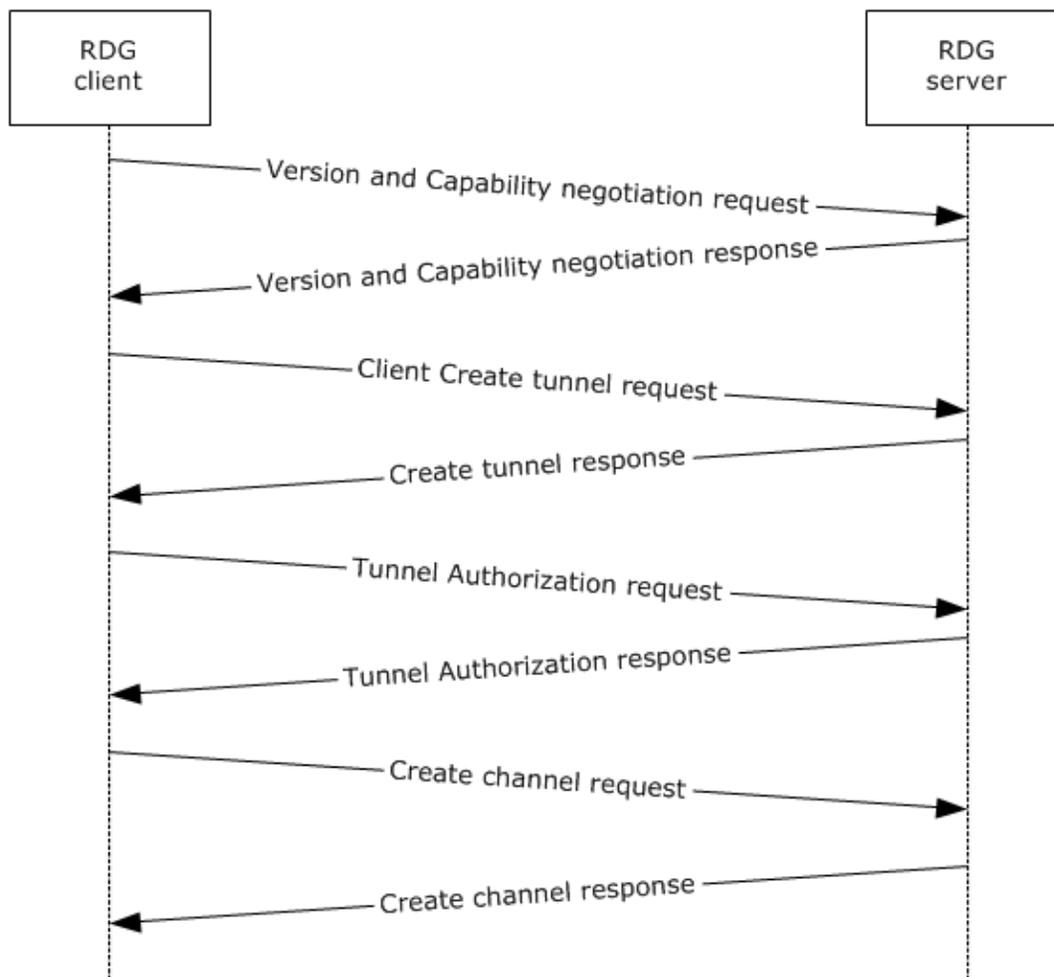 RDG
client
RDG
server
Version and Capability negotiation request
Version and Capability negotiation response
Client Create tunnel request
Create tunnel response
Tunnel Authorization request
Tunnel Authorization response
Create channel request
Create channel response